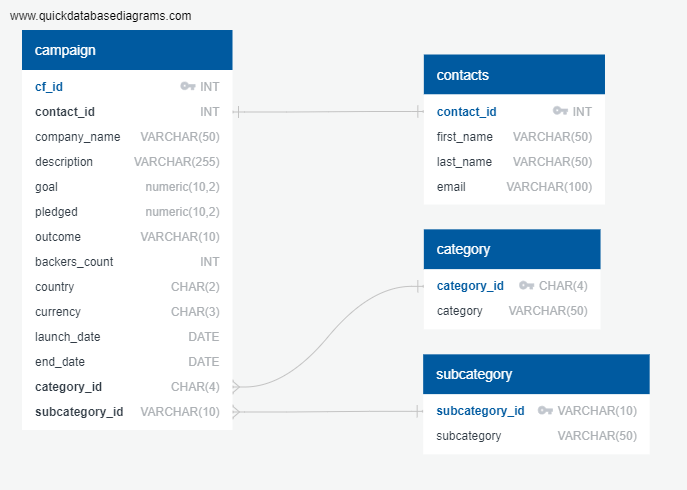 www.quickdatabasediagrams.com
campaign
cf_id INT
contact_id INT
company_name VARCHAR(50)
description VARCHAR(255)
goal numeric(10,2)
pledged numeric(10,2)
outcome VARCHAR(10)
backers_count INT
country CHAR(2)
currency CHAR(3)
launch_date DATE
end_date DATE
category_id CHAR(4)
subcategory_id VARCHAR(10)
contacts
contact_id INT
first_name VARCHAR(50)
last_name VARCHAR(50)
email VARCHAR(100)
category
category_id CHAR(4)
category VARCHAR(50)
subcategory
subcategory_id VARCHAR(10)
subcategory VARCHAR(50)